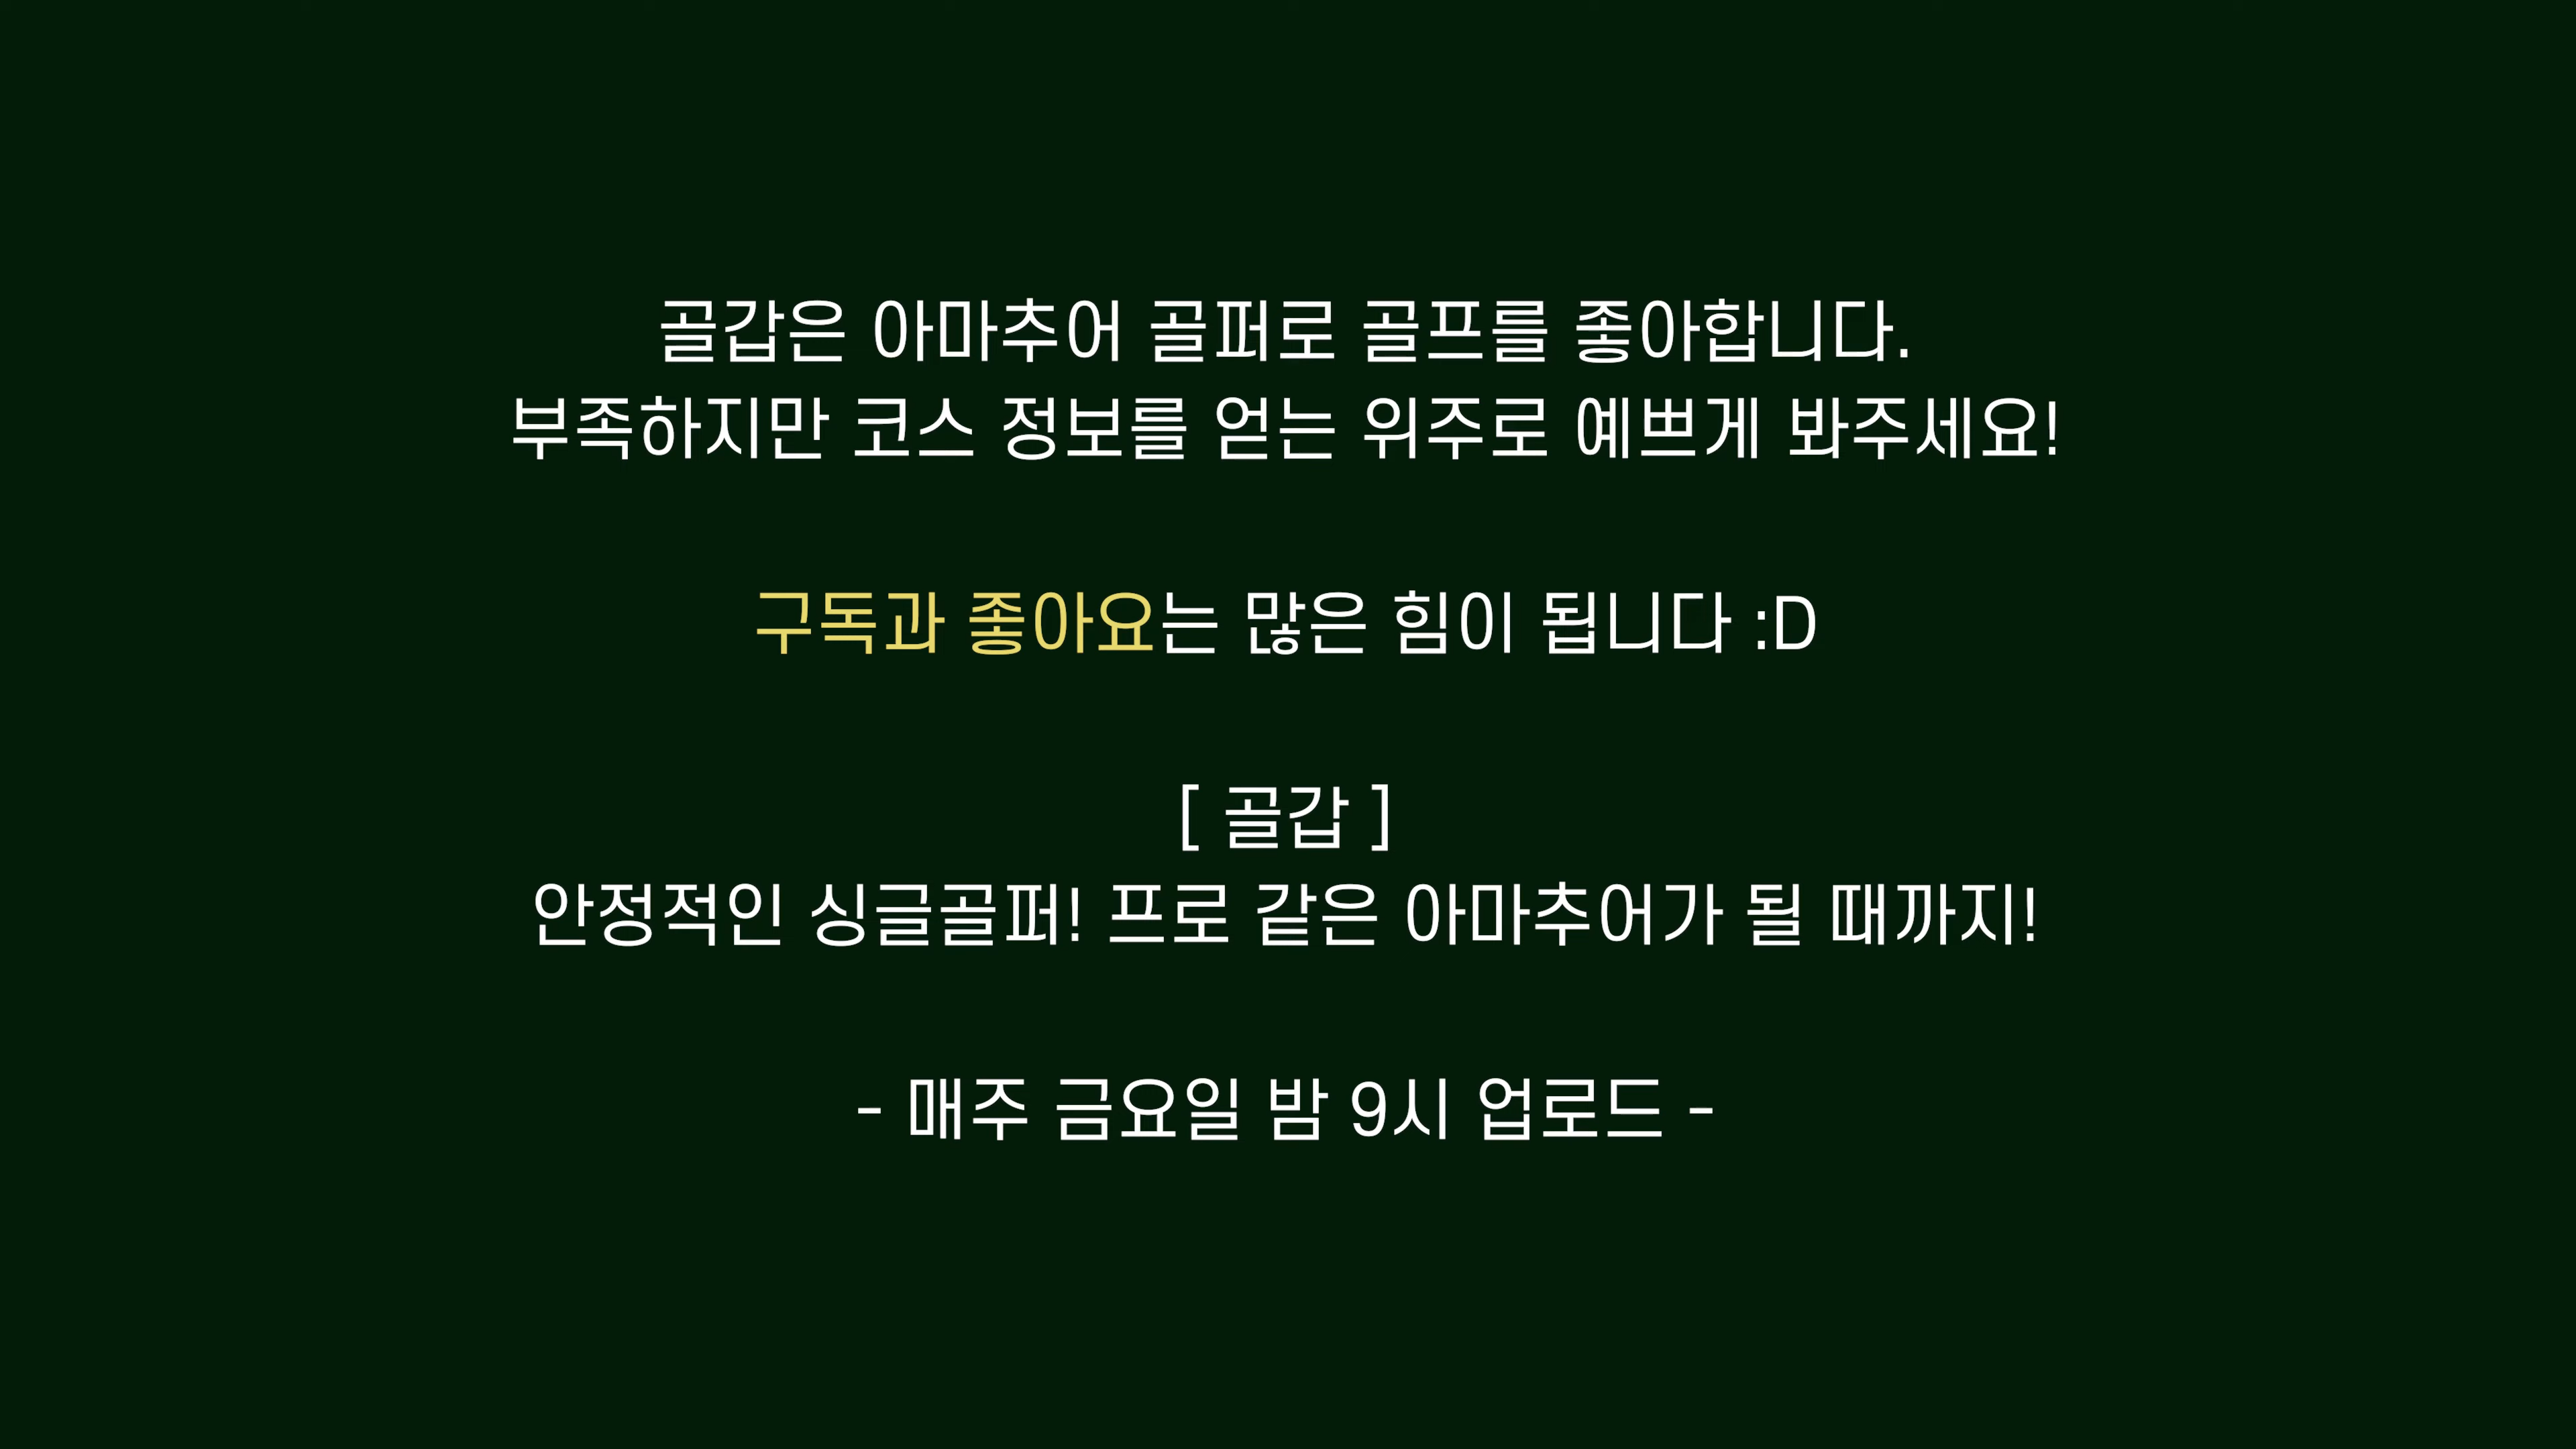 골갑은 아마추어 골퍼로 골프를 좋아합니다.
부족하지만 코스 정보를 얻는 위주로 예쁘게 봐주세요!
구독과 좋아요는 많은 힘이 됩니다 :D
[ 골갑 ]
안정적인 싱글골퍼! 프로 같은 아마추어가 될 때까지!
- 매주 금요일 밤 9시 업로드 -